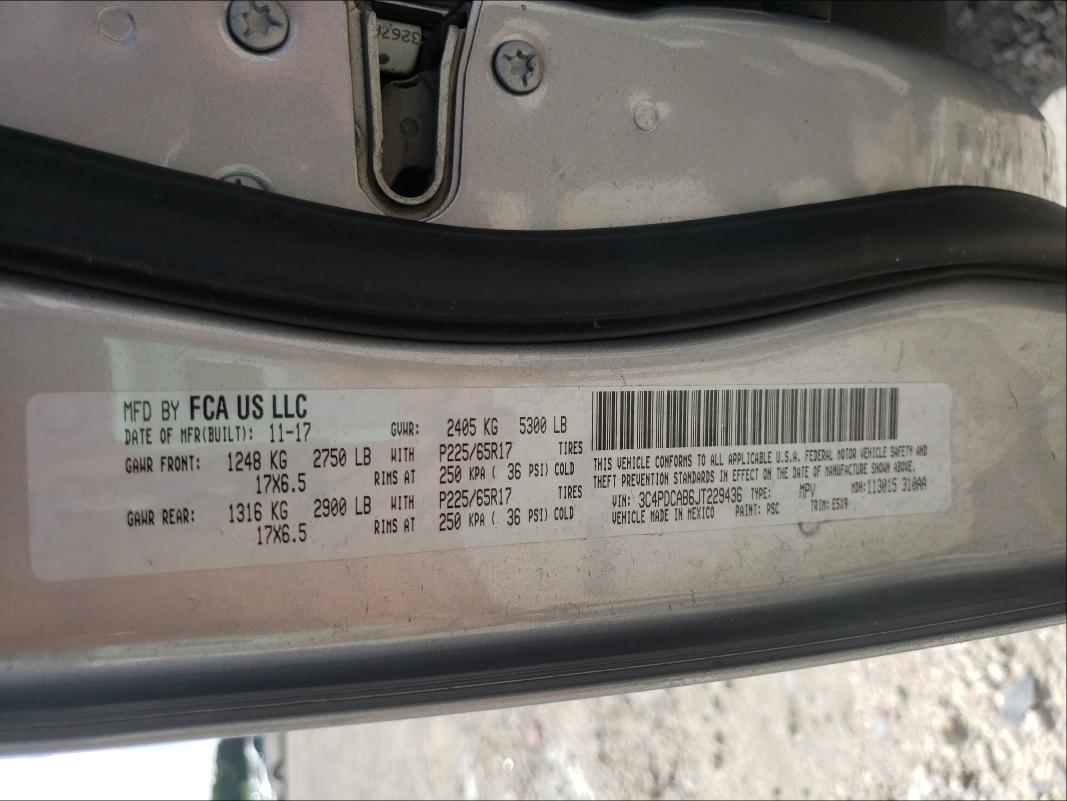 MFD BY FCA US LLC
DATE OF MFR(BUILT): 11-17 GVWR: 2405 KG 5300 LB
GAWR FRONT: 1248 KG 2750 LB WITH P225/65R17 TIRES
17X6.5 RIMS AT 250 KPA ( 36 PSI) COLD
GAWR REAR: 1316 KG 2900 LB WITH P225/65R17 TIRES
17X6.5 RIMS AT 250 KPA ( 36 PSI) COLD
THIS VEHICLE CONFORMS TO ALL APPLICABLE U.S.A. FEDERAL MOTOR VEHICLE SAFETY AND
THEFT PREVENTION STANDARDS IN EFFECT ON THE DATE OF MANUFACTURE SHOWN ABOVE.
VIN: 3C4PDCAB6JT229436 TYPE: MPV MDH: 113015 310AA
VEHICLE MADE IN MEXICO PAINT: PSC TRIM: E5X9